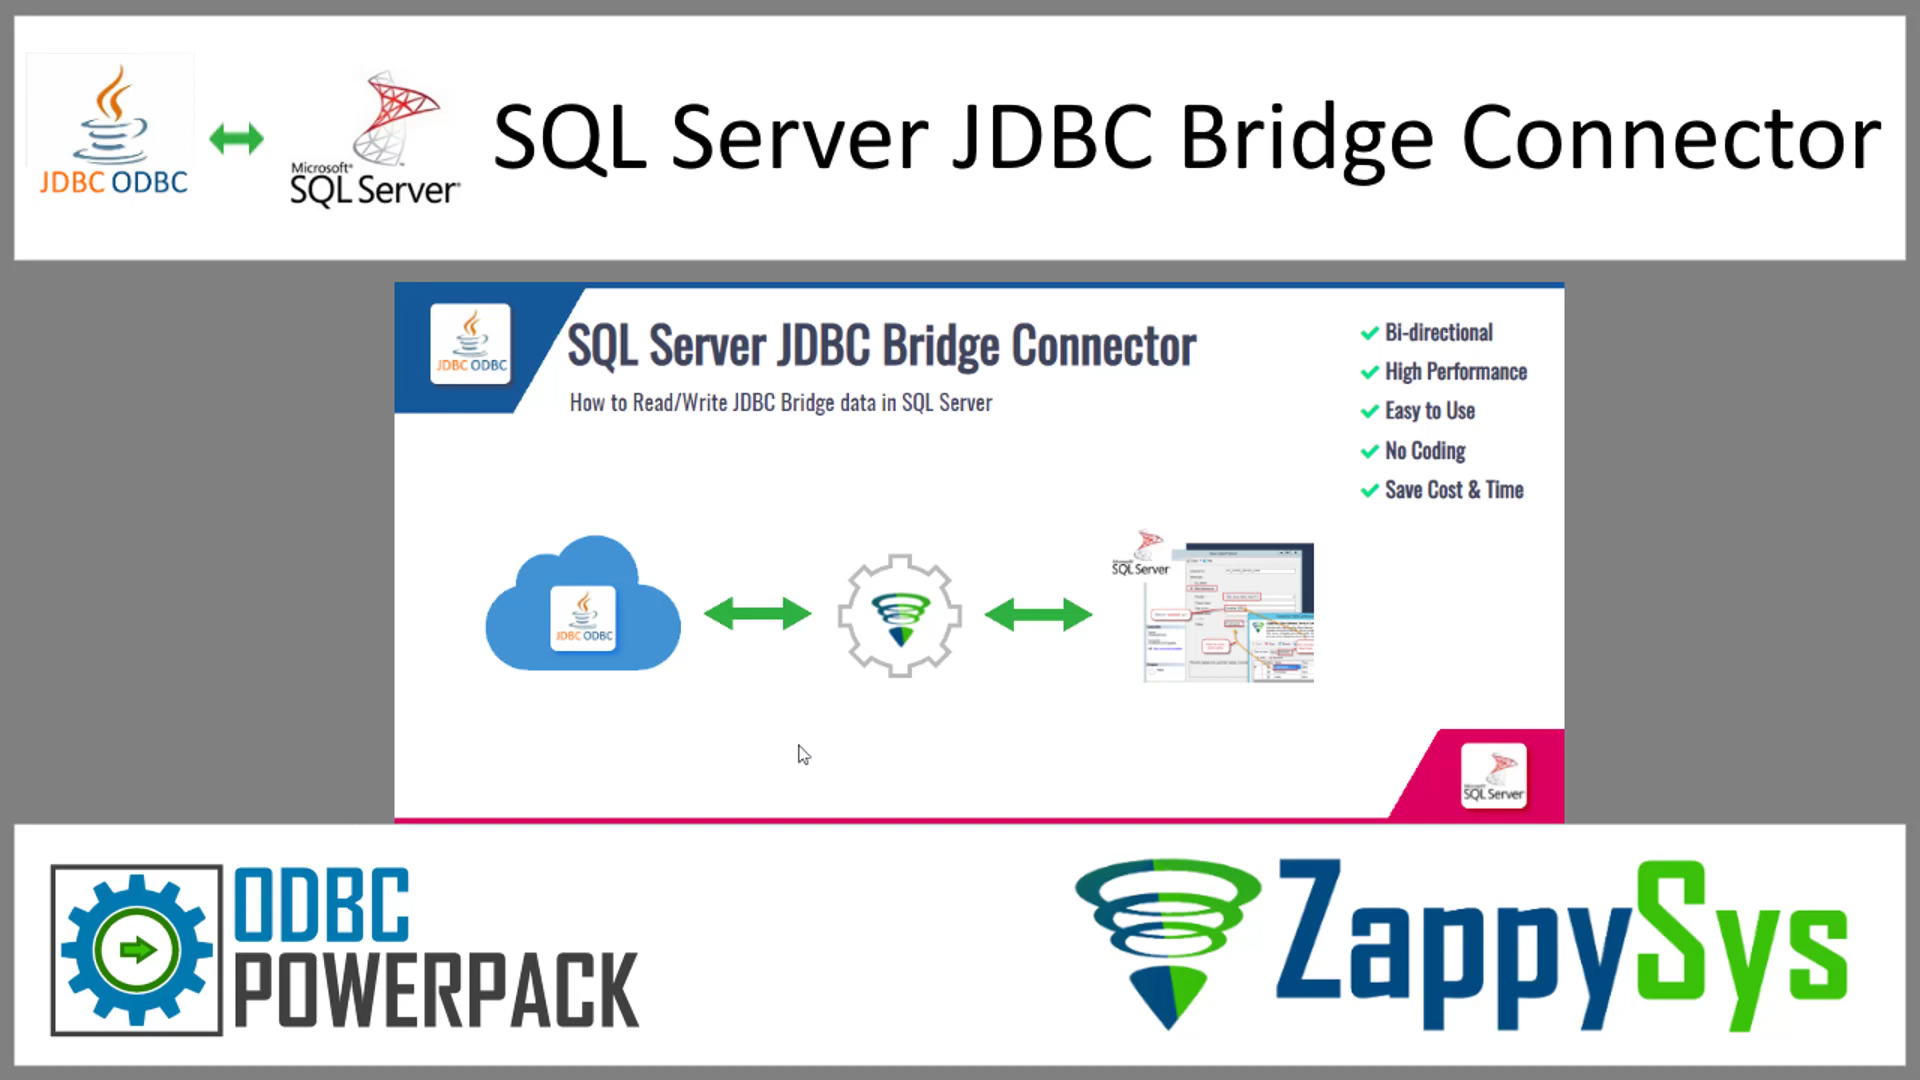 JDBC ODBC
Microsoft®
SQL Server®
SQL Server JDBC Bridge Connector
JDBC ODBC
SQL Server JDBC Bridge Connector
How to Read/Write JDBC Bridge data in SQL Server
Bi-directional
High Performance
Easy to Use
No Coding
Save Cost & Time
JDBC ODBC
SQL Server
SQL Server
ODBC
POWERPACK
ZappySys